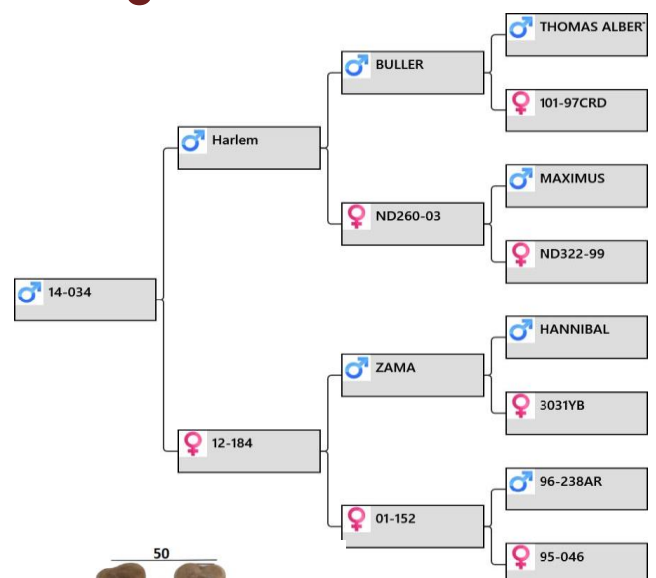 THOMAS ALBERT
BULLER
101-97CRD
Harlem
MAXIMUS
ND260-03
ND322-99
14-034
HANNIBAL
ZAMA
3031YB
12-184
96-238AR
01-152
95-046
50